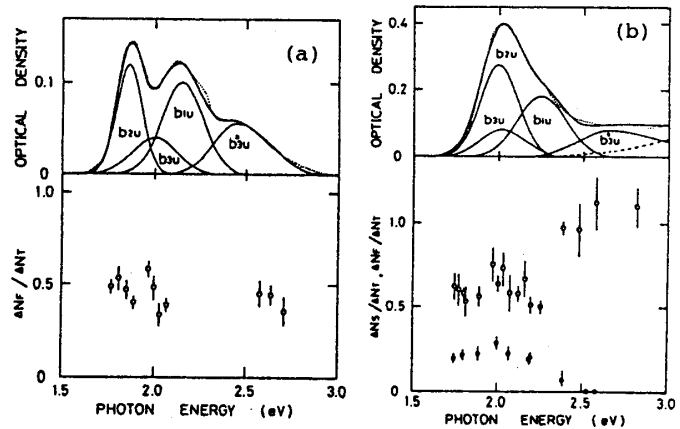 (a)
OPTICAL DENSITY
0.1
0
b2u
b3u
b1u
b*3u
ΔNF/ΔNT
1.0
0.5
0
1.5 2.0 2.5 3.0
PHOTON ENERGY (eV)
(b)
OPTICAL DENSITY
0.4
0.2
0
b2u
b3u
b1u
b*3u
ΔNS/ΔNT, ΔNF/ΔNT
1.0
0.5
0
1.5 2.0 2.5 3.0
PHOTON ENERGY (eV)